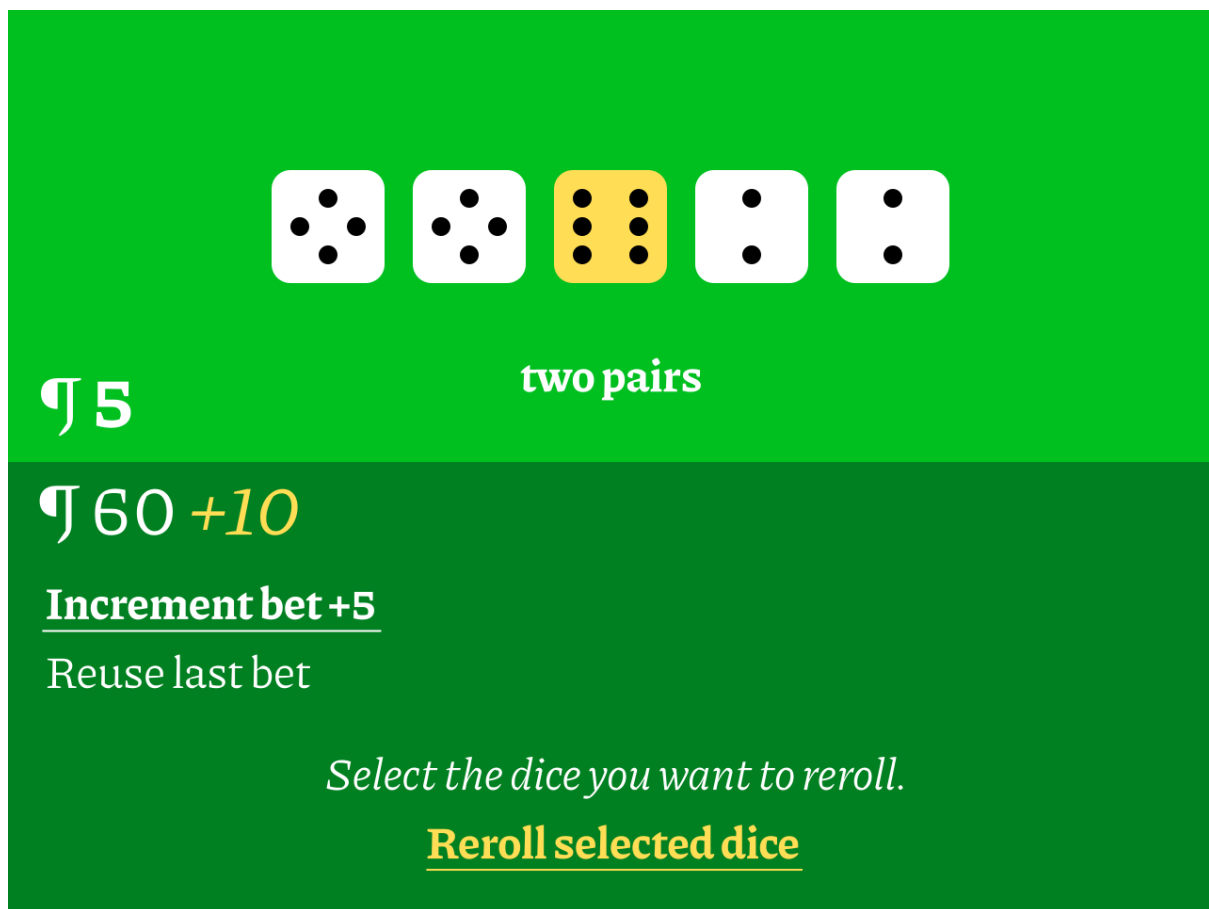 two pairs
¶ 5
¶ 60 +10
Increment bet +5
Reuse last bet
Select the dice you want to reroll.
Reroll selected dice